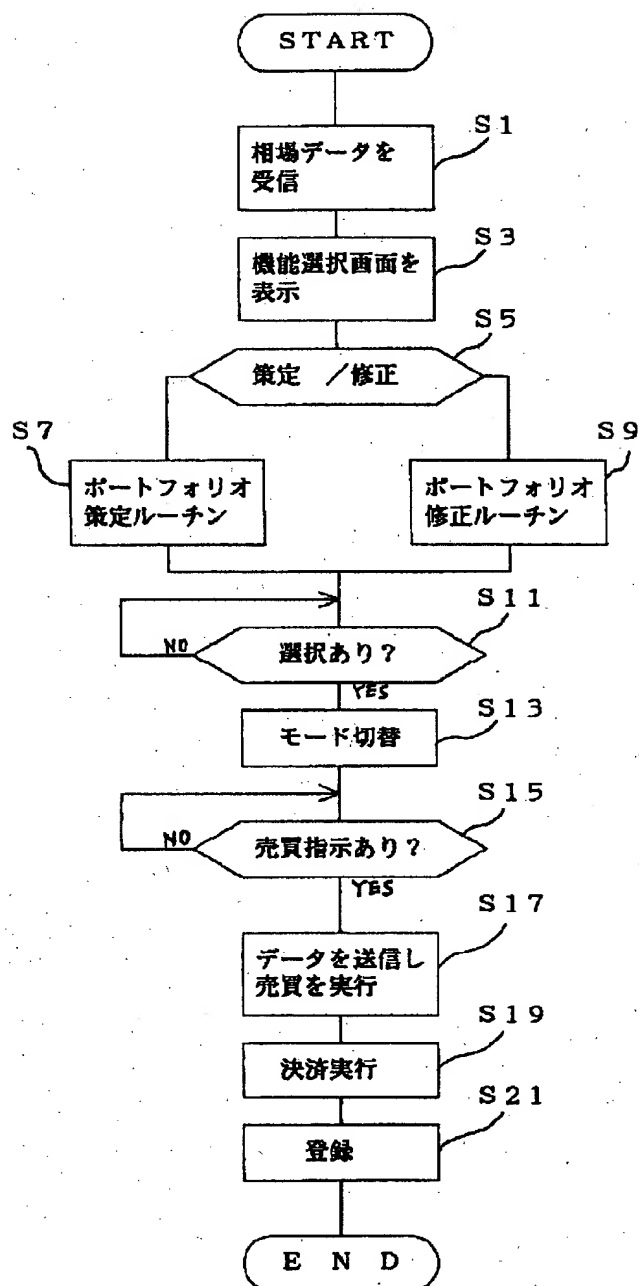 START
S1
相場データを
受信
S3
機能選択画面を
表示
S5
策定 /修正
S7
ポートフォリオ
策定ルーチン
S9
ポートフォリオ
修正ルーチン
S11
選択あり?
NO
YES
S13
モード切替
S15
売買指示あり?
NO
YES
S17
データを送信し
売買を実行
S19
決済実行
S21
登録
END